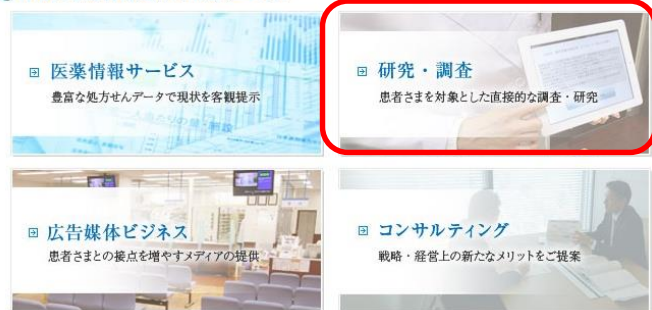 医薬情報サービス
豊富な処方せんデータで現状を客観提示
研究・調査
患者さまを対象とした直接的な調査・研究
広告媒体ビジネス
患者さまとの接点を増やすメディアの提供
コンサルティング
戦略・経営上の新たなメリットをご提案